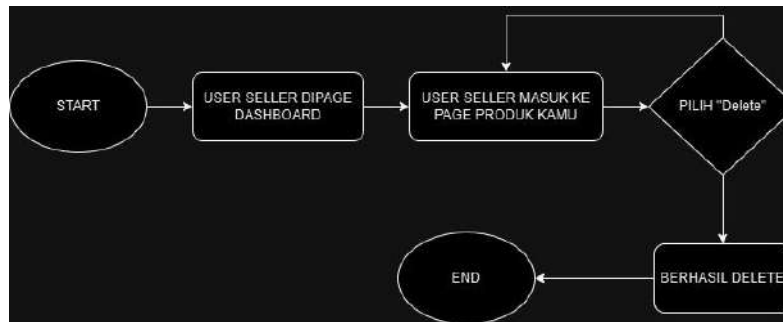 START
USER SELLER DIPAGE
DASHBOARD
USER SELLER MASUK KE
PAGE PRODUK KAMU
PILIH "Delete"
BERHASIL DELETE
END